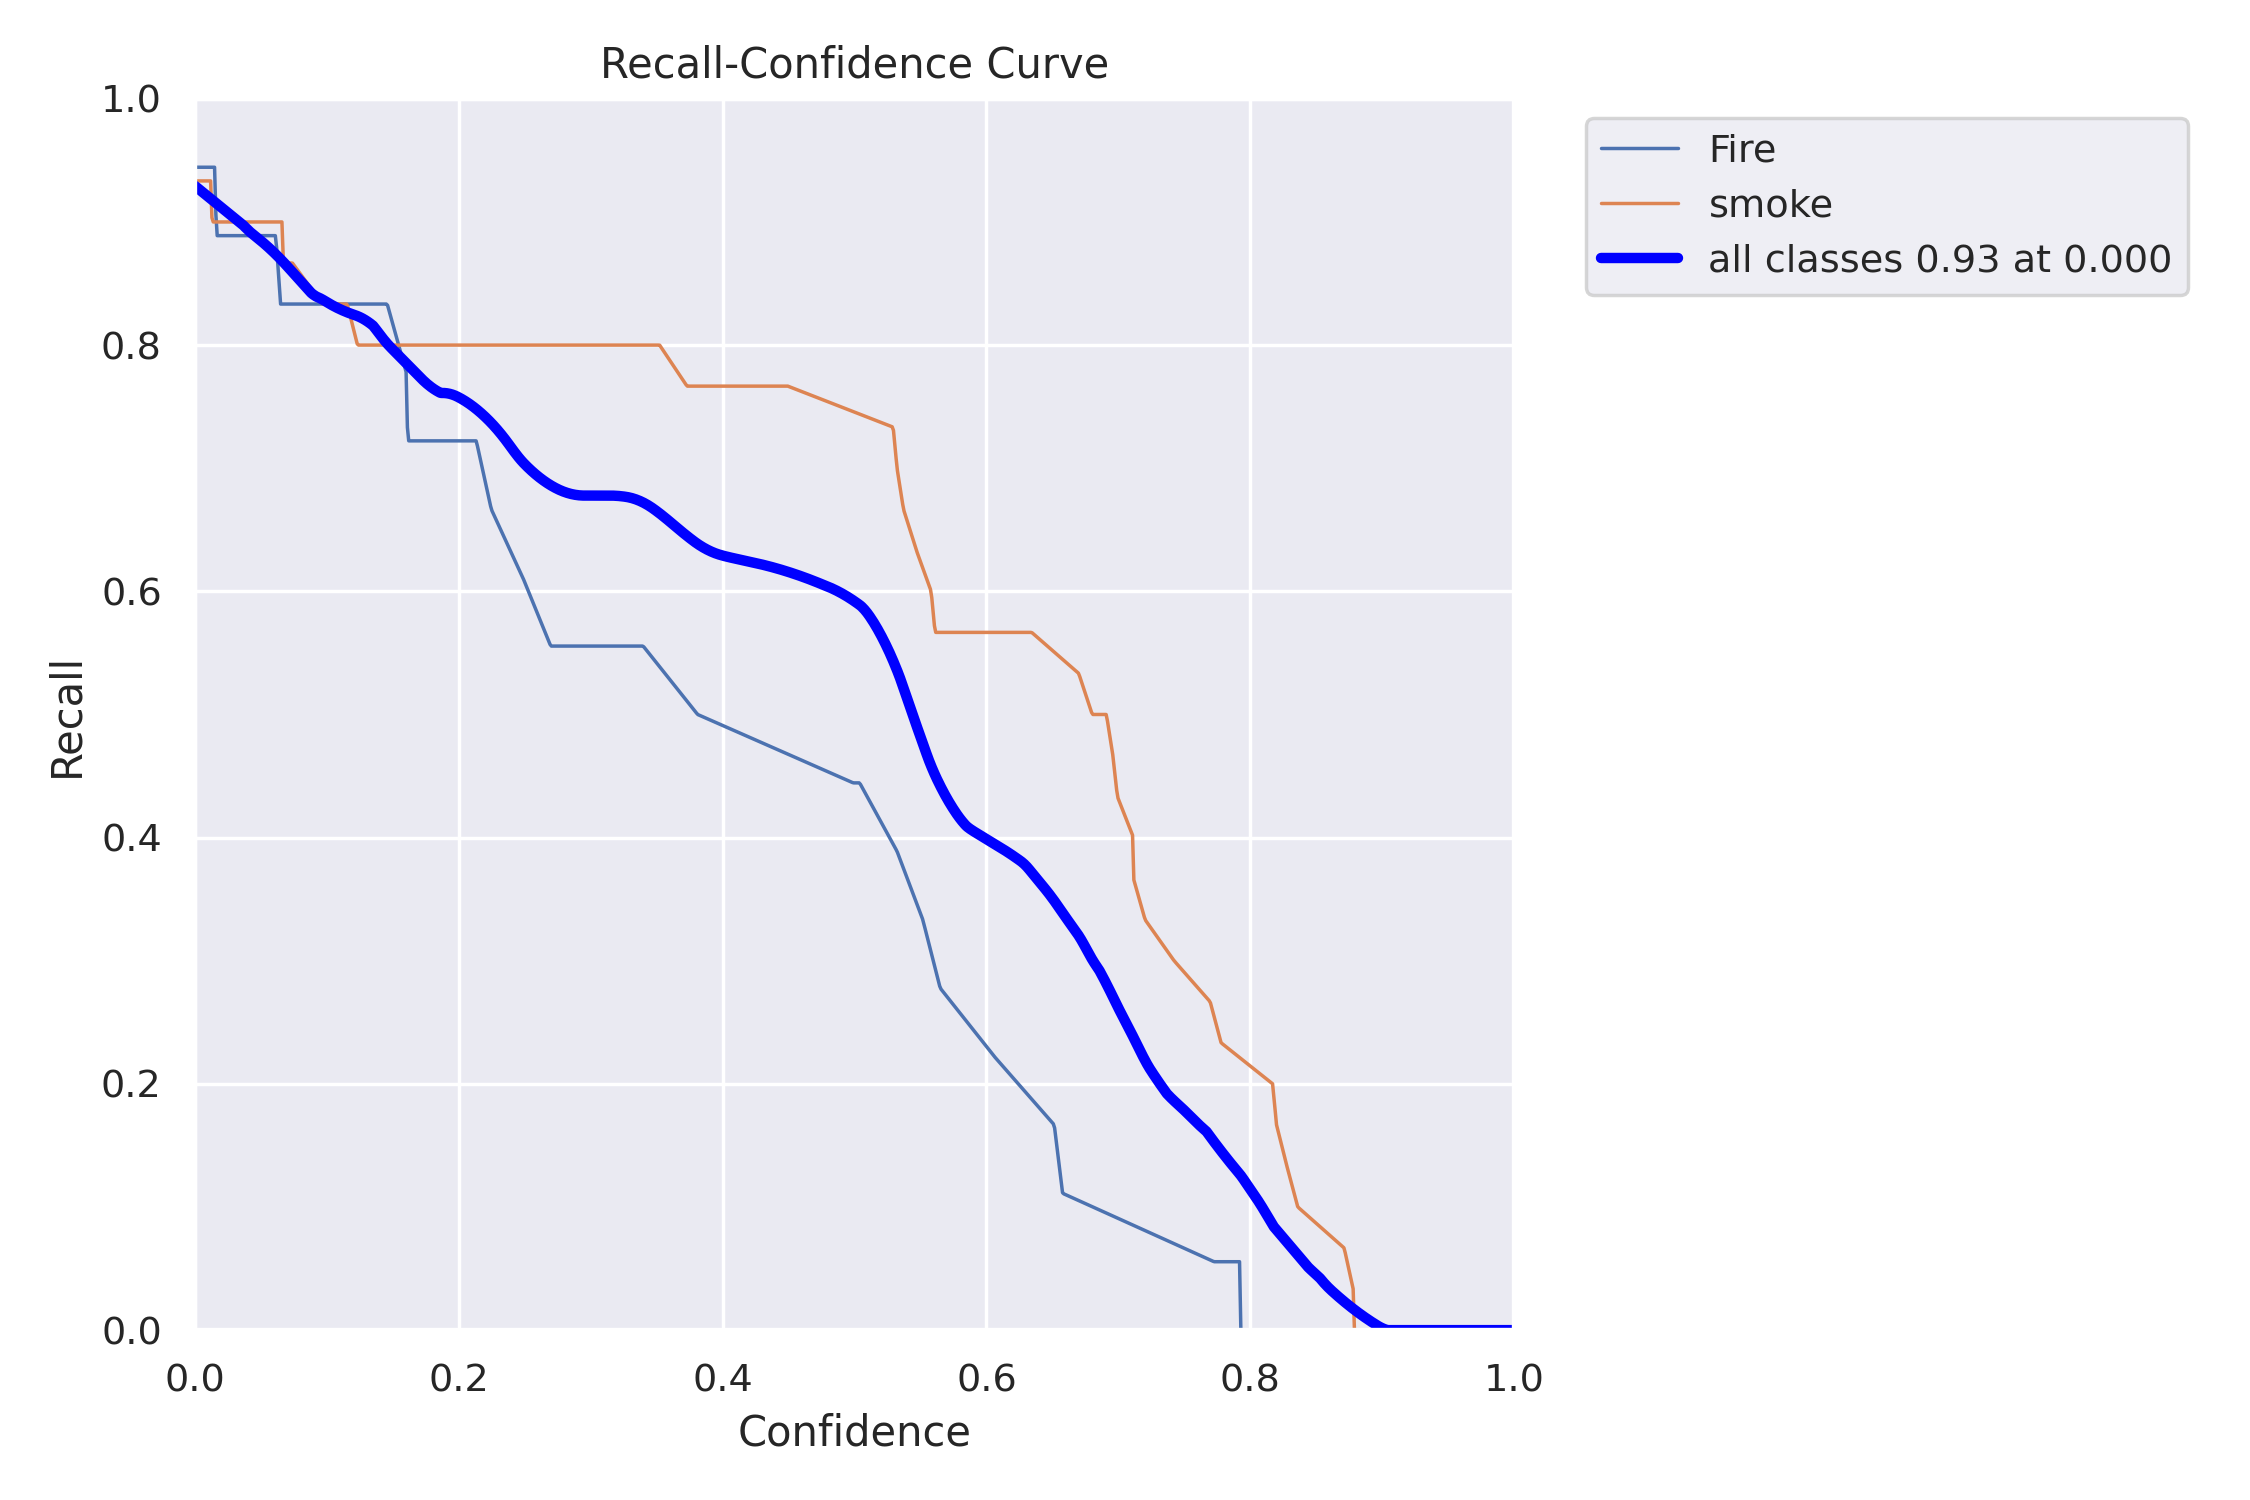 Recall-Confidence Curve
1.0
0.8
0.6
0.4
0.2
0.0
Recall
0.0 0.2 0.4 0.6 0.8 1.0
Confidence
Fire
smoke
all classes 0.93 at 0.000